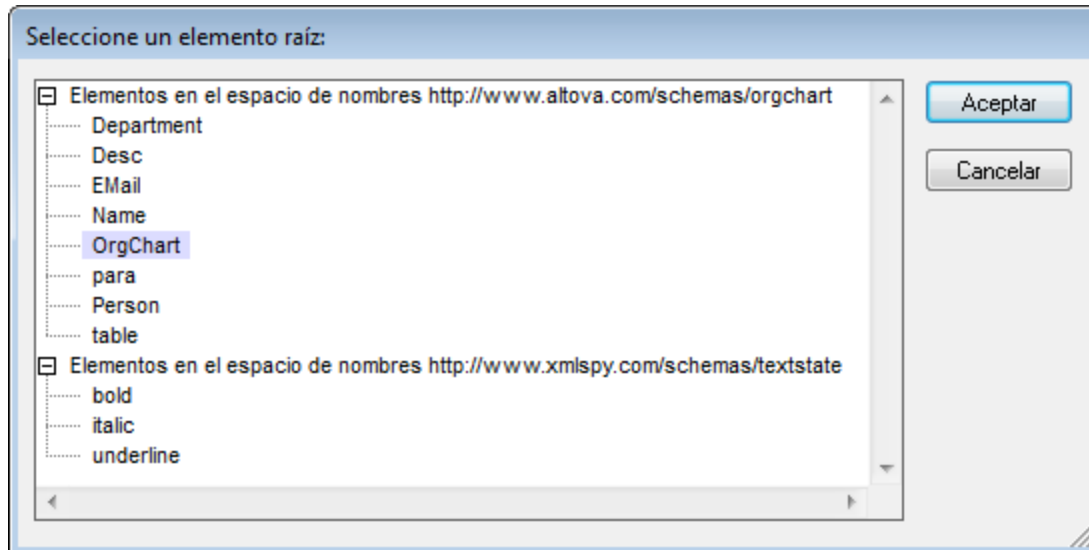 Seleccione un elemento raíz:
Elementos en el espacio de nombres http://www.altova.com/schemas/orgchart
Department
Desc
EMail
Name
OrgChart
para
Person
table
Elementos en el espacio de nombres http://www.xmlspy.com/schemas/textstate
bold
italic
underline
Aceptar
Cancelar